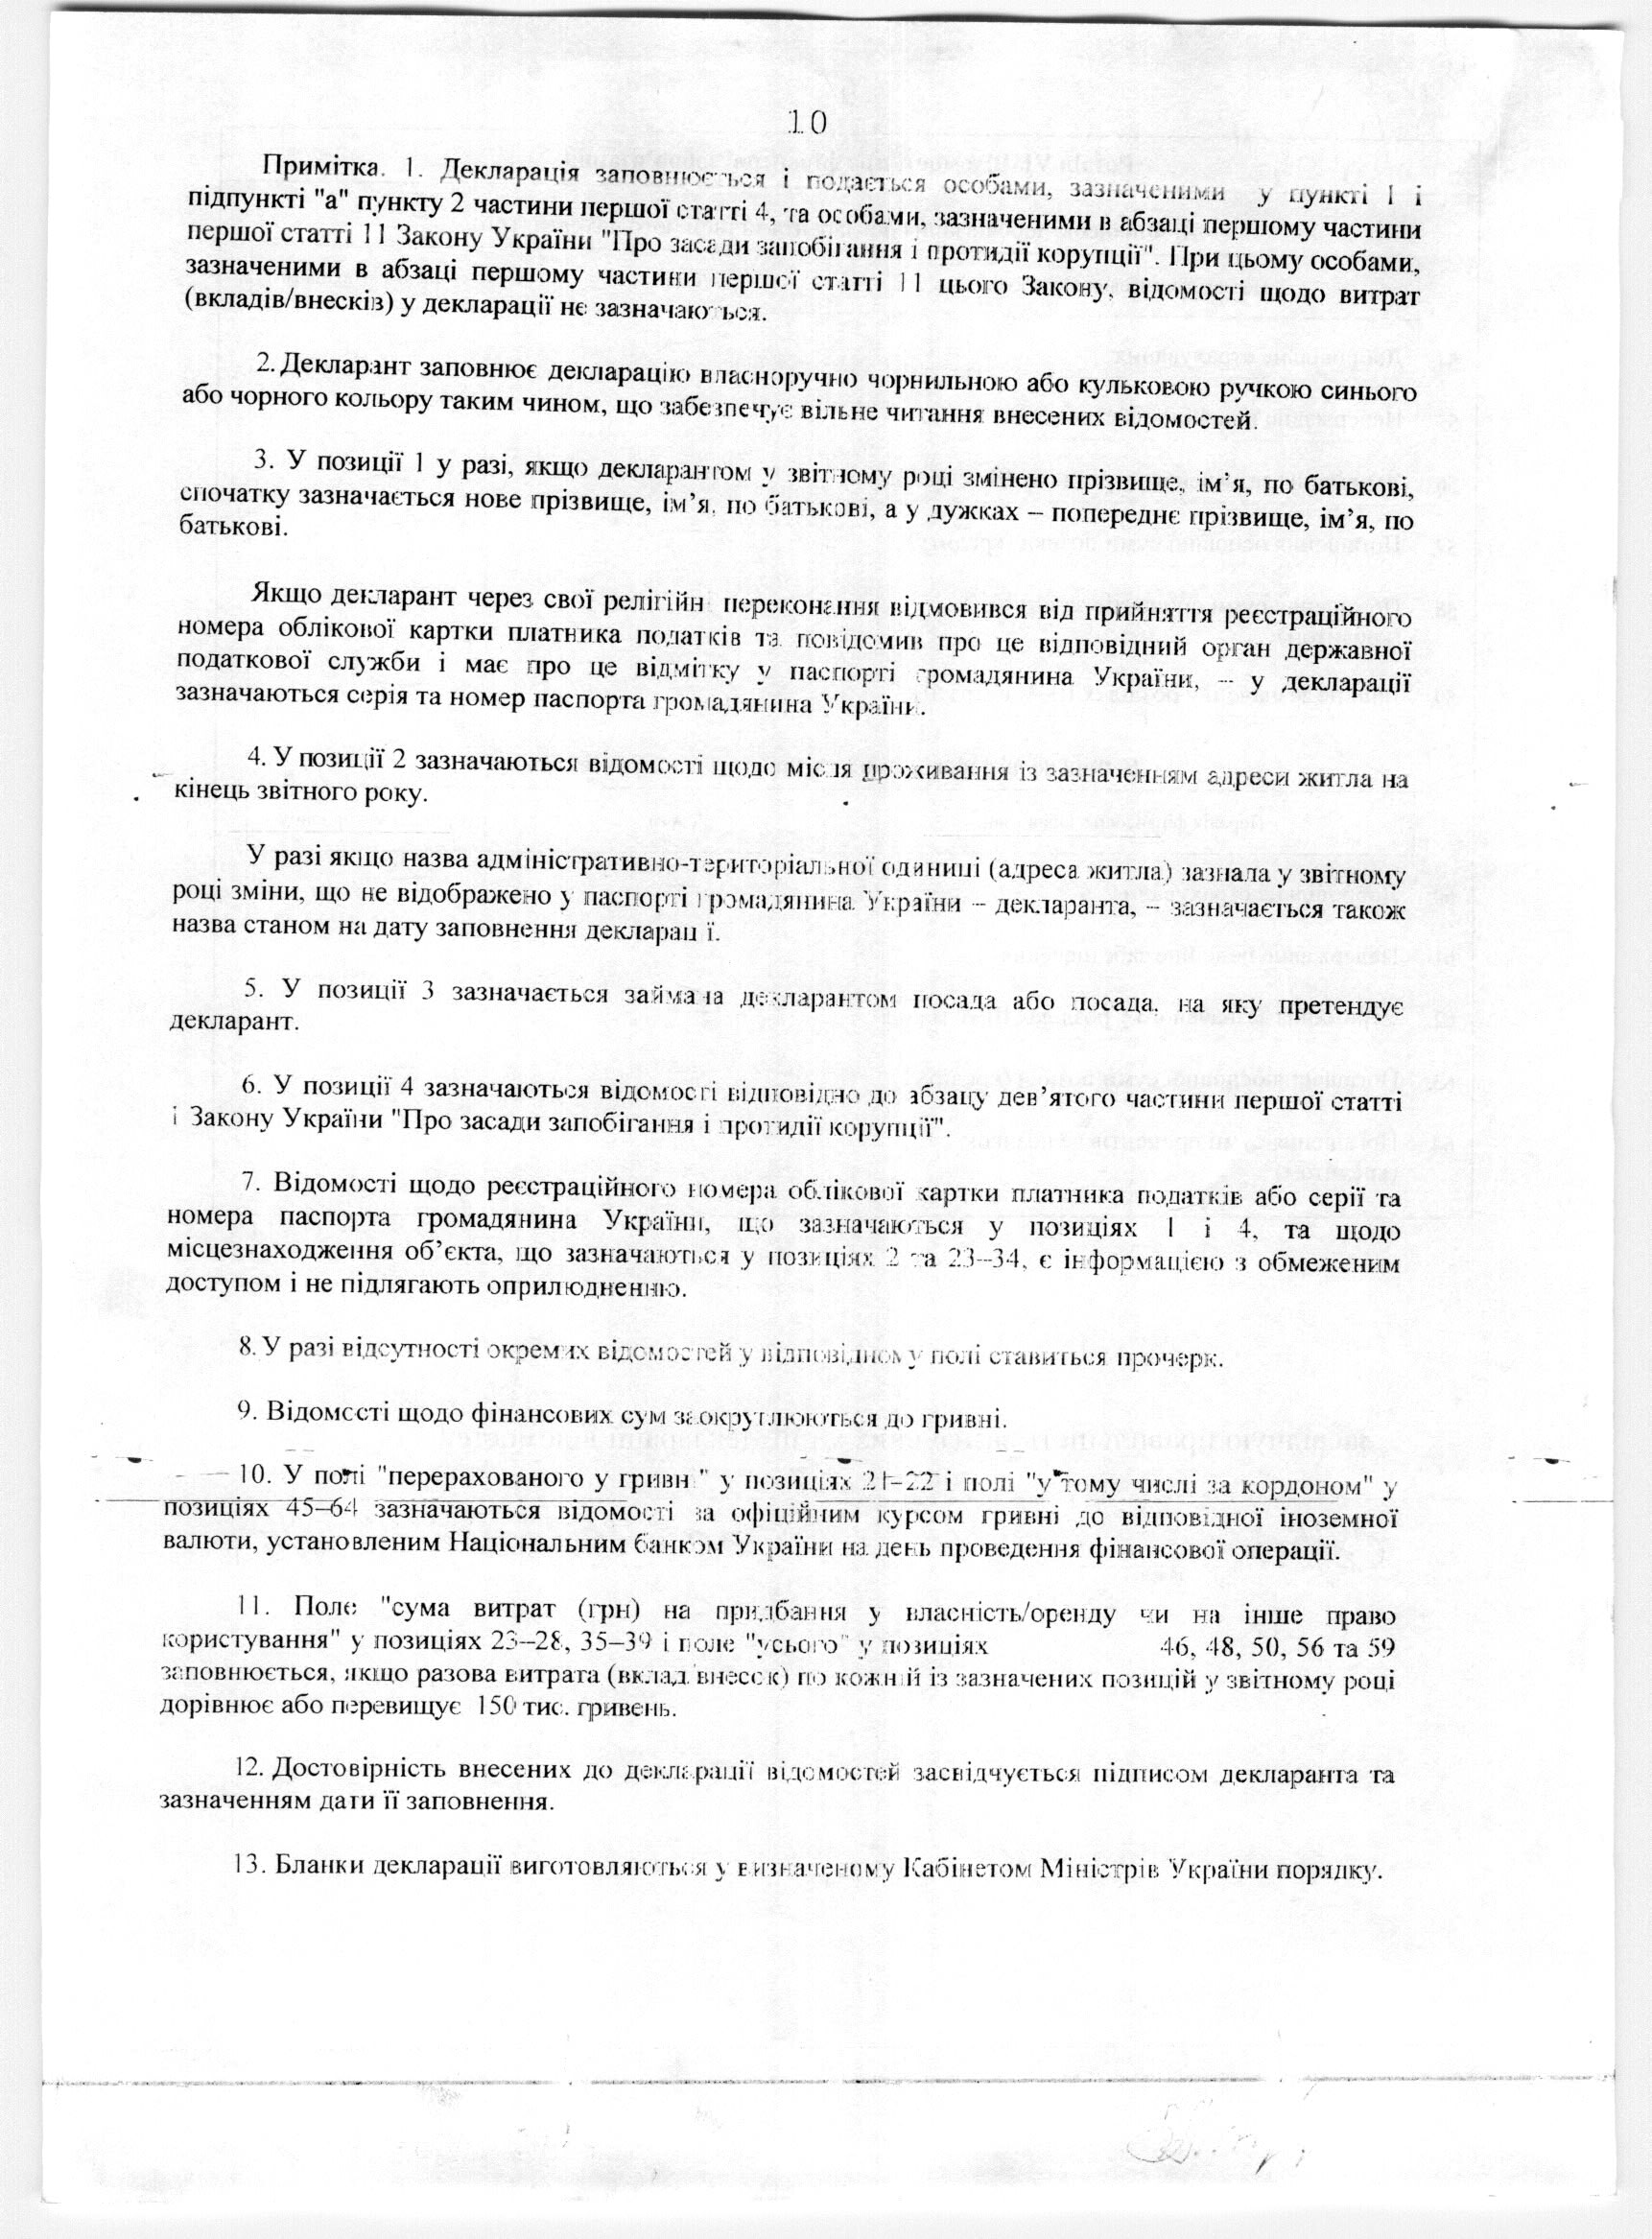 10
Примітка. 1. Декларація заповнюється і подається особами, зазначеними у пункті 1 і
підпункті "а" пункту 2 частини першої статті 4, та особами, зазначеними в абзаці першому частини
першої статті 11 Закону України "Про засади запобігання і протидії корупції". При цьому особами,
зазначеними в абзаці першому частини першої статті 11 цього Закону, відомості щодо витрат
(вкладів/внесків) у декларації не зазначаються.
2. Декларант заповнює декларацію власноручно чорнильною або кульковою ручкою синього
або чорного кольору таким чином, що забезпечує вільне читання внесених відомостей.
3. У позиції 1 у разі, якщо декларантом у звітному році змінено прізвище, ім’я, по батькові,
спочатку зазначається нове прізвище, ім’я, по батькові, а у дужках – попереднє прізвище, ім’я, по
батькові.
Якщо декларант через свої релігійні переконання відмовився від прийняття реєстраційного
номера облікової картки платника податків та повідомив про це відповідний орган державної
податкової служби і має про це відмітку у паспорті громадянина України, – у декларації
зазначаються серія та номер паспорта громадянина України.
4. У позиції 2 зазначаються відомості щодо місця проживання із зазначенням адреси житла на
кінець звітного року.
У разі якщо назва адміністративно-територіальної одиниці (адреса житла) зазнала у звітному
році зміни, що не відображено у паспорті громадянина України – декларанта, – зазначається також
назва станом на дату заповнення декларації.
5. У позиції 3 зазначається займана декларантом посада або посада, на яку претендує
декларант.
6. У позиції 4 зазначаються відомості відповідно до абзацу дев’ятого частини першої статті
і Закону України "Про засади запобігання і протидії корупції".
7. Відомості щодо реєстраційного номера облікової картки платника податків або серії та
номера паспорта громадянина України, що зазначаються у позиціях 1 і 4, та щодо
місцезнаходження об’єкта, що зазначаються у позиціях 2 та 23–34, є інформацією з обмеженим
доступом і не підлягають оприлюдненню.
8. У разі відсутності окремих відомостей у відповідному полі ставиться прочерк.
9. Відомості щодо фінансових сум заокруглюються до гривні.
10. У полі "перерахованого у гривні" у позиціях 21–22 і полі "у тому числі за кордоном" у
позиціях 45–64 зазначаються відомості за офіційним курсом гривні до відповідної іноземної
валюти, установленим Національним банком України на день проведення фінансової операції.
11. Поле "сума витрат (грн) на придбання у власність/оренду чи на інше право
користування" у позиціях 23–28, 35–39 і поле "усього" у позиціях 46, 48, 50, 56 та 59
заповнюється, якщо разова витрата (вклад/внесок) по кожній із зазначених позицій у звітному році
дорівнює або перевищує 150 тис. гривень.
12. Достовірність внесених до декларації відомостей засвідчується підписом декларанта та
зазначенням дати її заповнення.
13. Бланки декларації виготовляються у визначеному Кабінетом Міністрів України порядку.